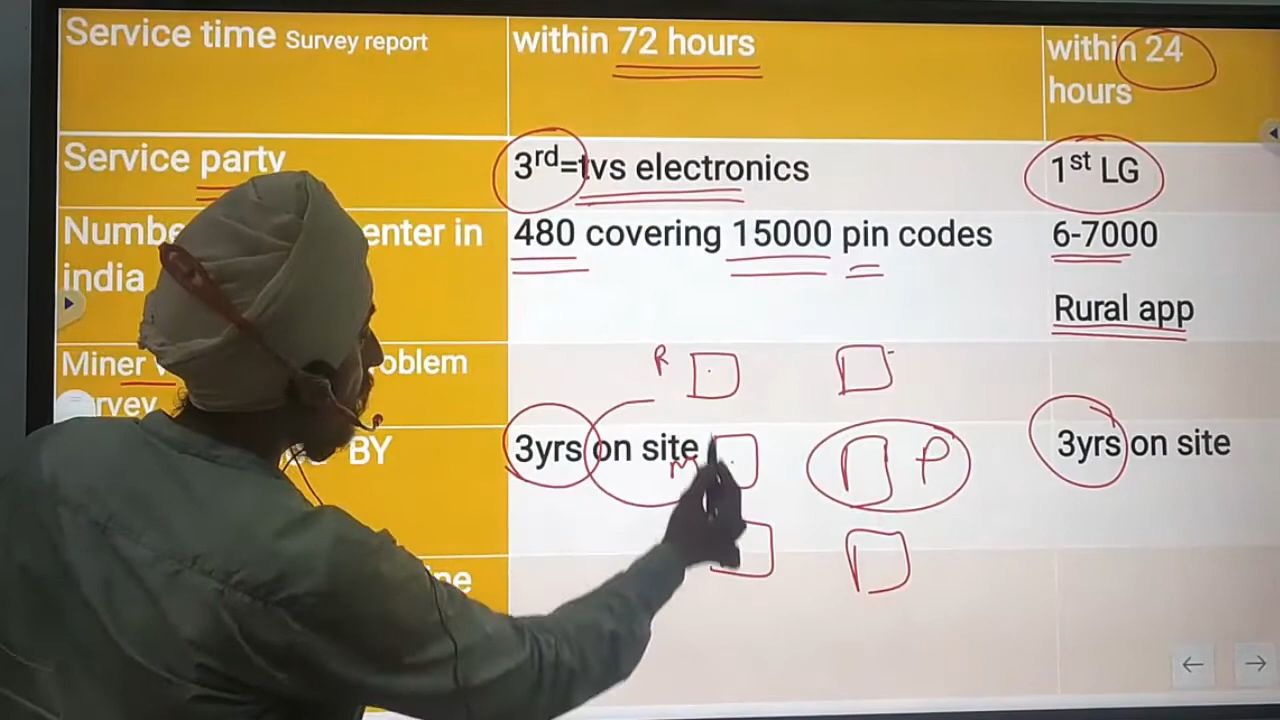 Service time Survey report
within 72 hours
within 24
hours
Service party
3rd=tvs electronics
1st LG
enter in
india
480 covering 15000 pin codes
6-7000
Rural app
Miner
oblem
rvey
R
BY
3yrs on site
M
P
3yrs on site
ne